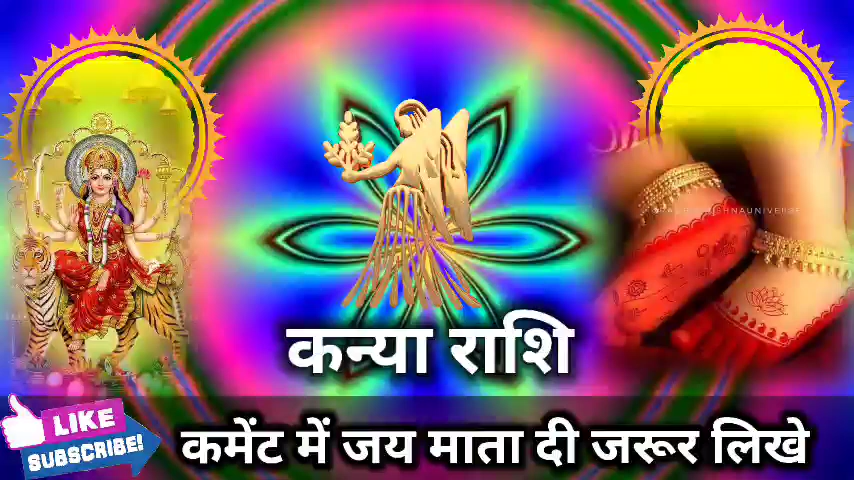 कन्या राशि
LIKE
SUBSCRIBE!
कमेंट में जय माता दी जरूर लिखे